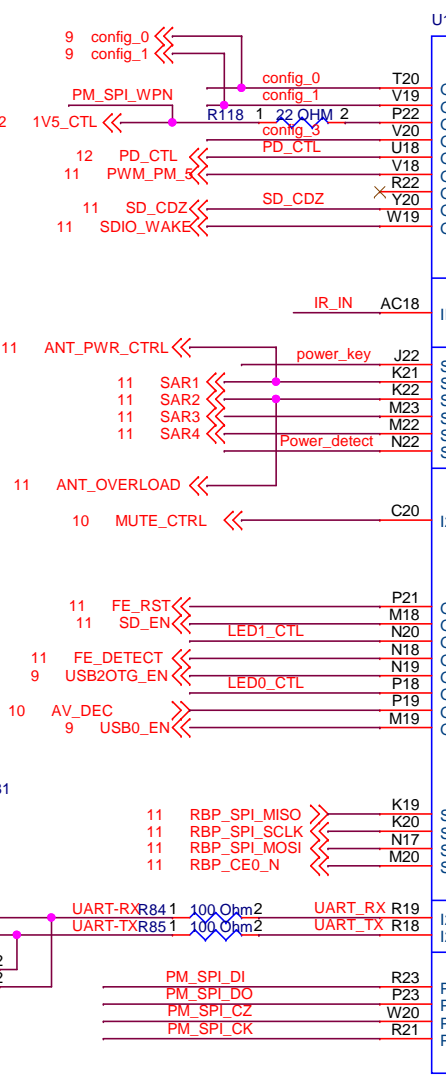 U1
9 config_0
9 config_1
config_0 T20
PM_SPI_WPN config_1 V19
2 1V5_CTL R118 1 22 OHM 2 P22
config_3 V20
12 PD_CTL PD_CTL U18
11 PWM_PM_5 V18
R22
11 SD_CDZ SD_CDZ Y20
11 SDIO_WAKE W19
IR_IN AC18
11 ANT_PWR_CTRL
power_key J22
11 SAR1 K21
11 SAR2 K22
11 SAR3 M23
11 SAR4 M22
Power_detect N22
11 ANT_OVERLOAD
10 MUTE_CTRL C20
11 FE_RST P21
11 SD_EN M18
LED1_CTL N20
11 FE_DETECT N18
9 USB2OTG_EN N19
LED0_CTL P18
10 AV_DEC P19
9 USB0_EN M19
31
11 RBP_SPI_MISO K19
11 RBP_SPI_SCLK K20
11 RBP_SPI_MOSI N17
11 RBP_CE0_N M20
UART-RX R84 1 100 Ohm 2 UART_RX R19
UART-TX R85 1 100 Ohm 2 UART_TX R18
2
2
PM_SPI_DI R23
PM_SPI_DO P23
PM_SPI_CZ W20
PM_SPI_CK R21